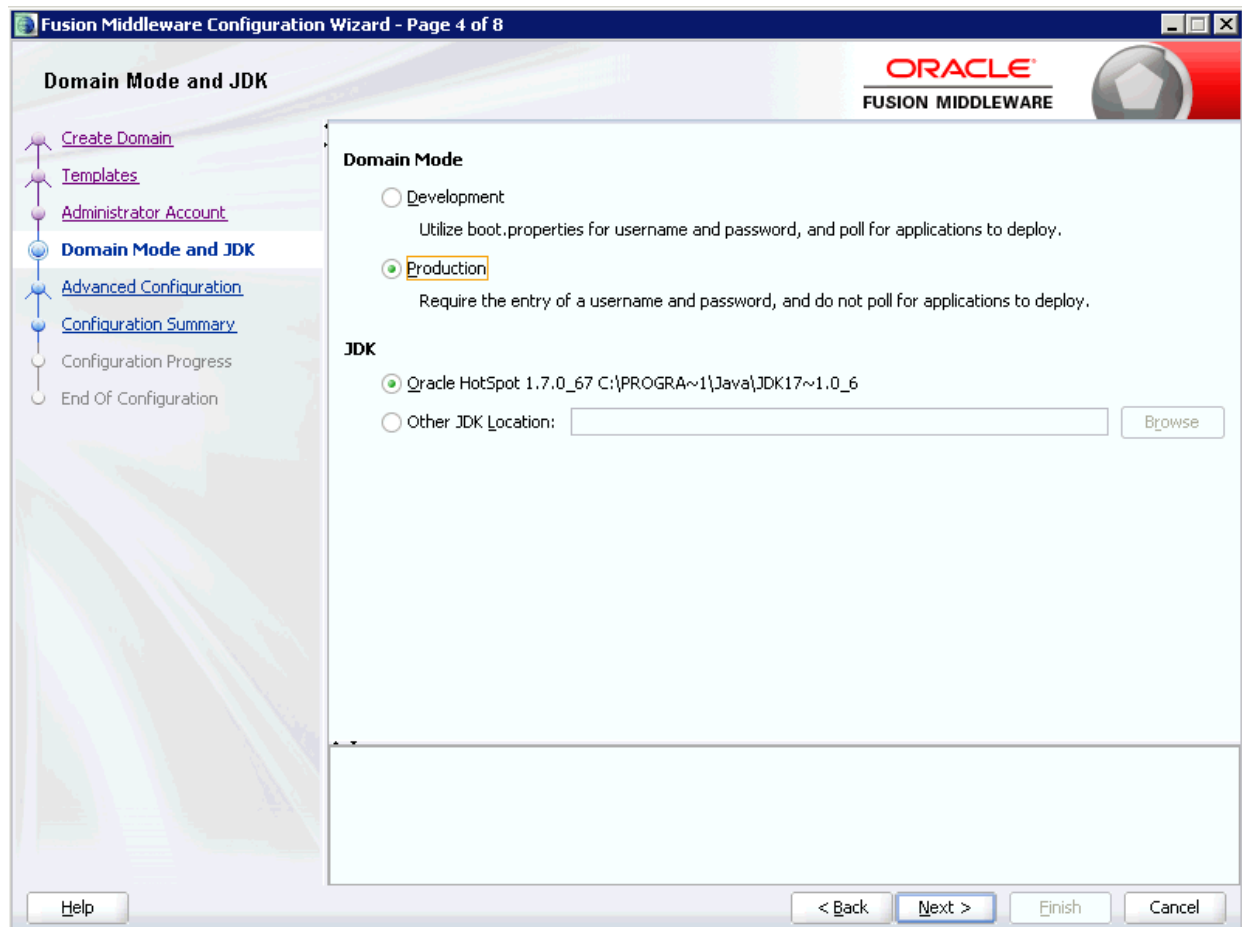 Fusion Middleware Configuration Wizard - Page 4 of 8
Domain Mode and JDK
ORACLE
FUSION MIDDLEWARE
Create Domain
Templates
Administrator Account
Domain Mode and JDK
Advanced Configuration
Configuration Summary
Configuration Progress
End Of Configuration
Domain Mode
Development
Utilize boot.properties for username and password, and poll for applications to deploy.
Production
Require the entry of a username and password, and do not poll for applications to deploy.
JDK
Oracle HotSpot 1.7.0_67 C:\PROGRA~1\Java\JDK17~1.0_6
Other JDK Location: Browse
Help < Back Next > Finish Cancel